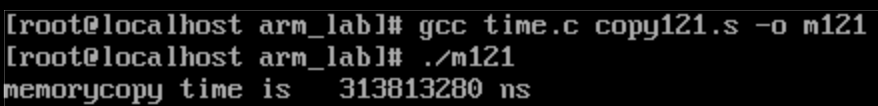 [root@localhost arm_lab]# gcc time.c copy121.s -o m121
[root@localhost arm_lab]# ./m121
memorycopy time is   313813280 ns